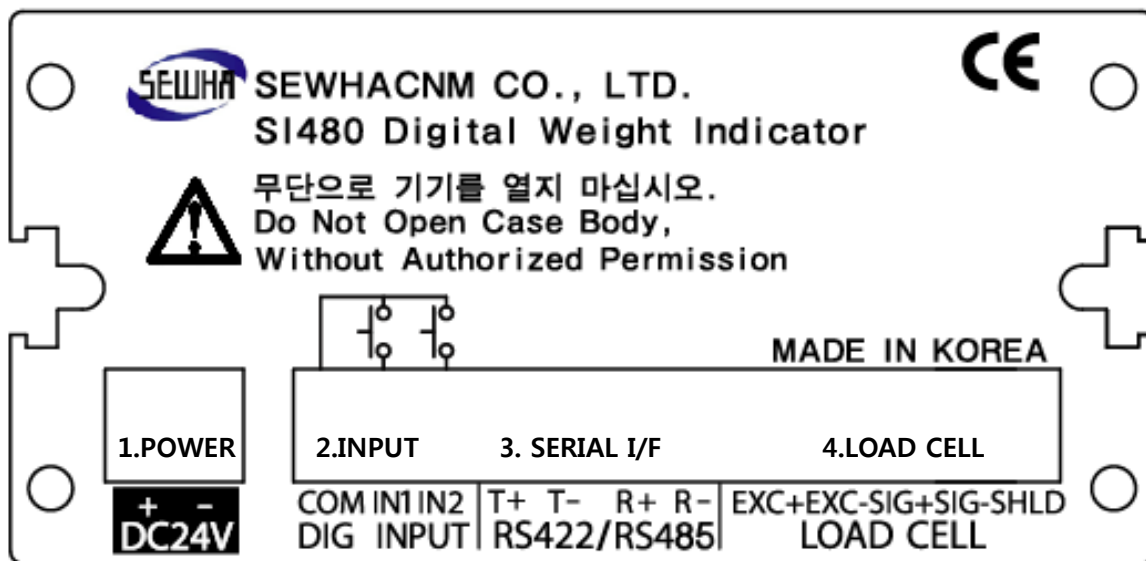 CE
SEWHA SEWHACNM CO., LTD.
SI480 Digital Weight Indicator
무단으로 기기를 열지 마십시오.
Do Not Open Case Body,
Without Authorized Permission
MADE IN KOREA
1.POWER 2.INPUT 3. SERIAL I/F 4.LOAD CELL
+ - COM IN1 IN2 T+ T- R+ R- EXC+EXC-SIG+SIG-SHLD
DC24V DIG INPUT RS422/RS485 LOAD CELL